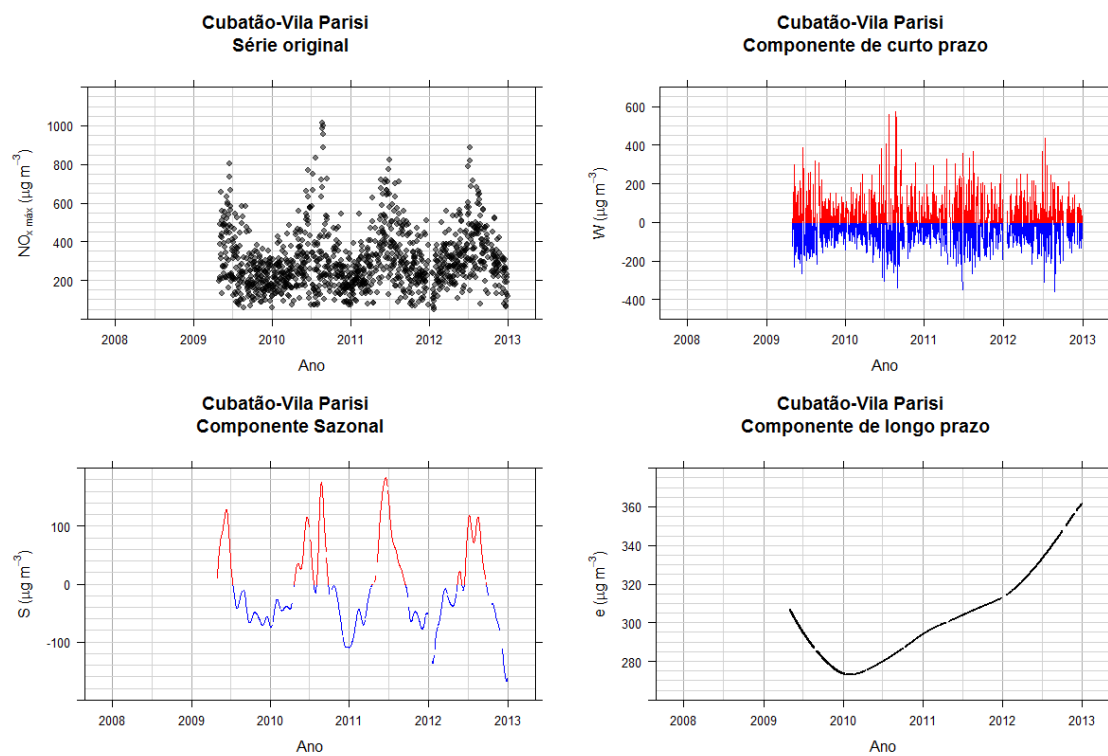 Cubatão-Vila Parisi
Série original
1000
800
600
400
200
NOx máx (µg m−3)
2008 2009 2010 2011 2012 2013
Ano
Cubatão-Vila Parisi
Componente de curto prazo
600
400
200
0
-200
-400
W (µg m−3)
2008 2009 2010 2011 2012 2013
Ano
Cubatão-Vila Parisi
Componente Sazonal
100
0
-100
S (µg m−3)
2008 2009 2010 2011 2012 2013
Ano
Cubatão-Vila Parisi
Componente de longo prazo
360
340
320
300
280
e (µg m−3)
2008 2009 2010 2011 2012 2013
Ano